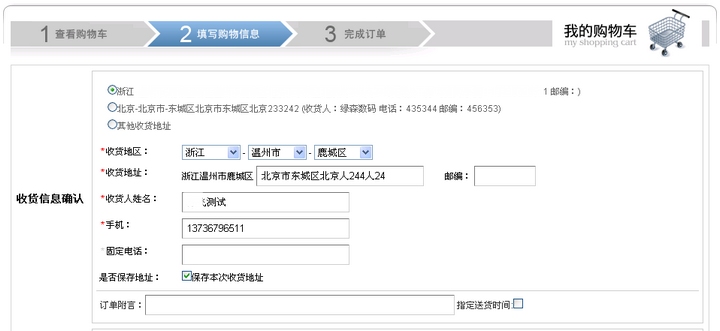 1 查看购物车 2 填写购物信息 3 完成订单 我的购物车
my shopping cart
浙江 1 邮编：)
北京-北京市-东城区北京市东城区北京233242 (收货人：绿森数码 电话：435344 邮编：456353)
其他收货地址
*收货地区： 浙江 - 温州市 - 鹿城区
*收货地址： 浙江温州市鹿城区 北京市东城区北京人244人24 邮编：
收货信息确认
*收货人姓名： 测试
*手机： 13736796511
*固定电话：
是否保存地址： 保存本次收货地址
订单附言： 指定送货时间: